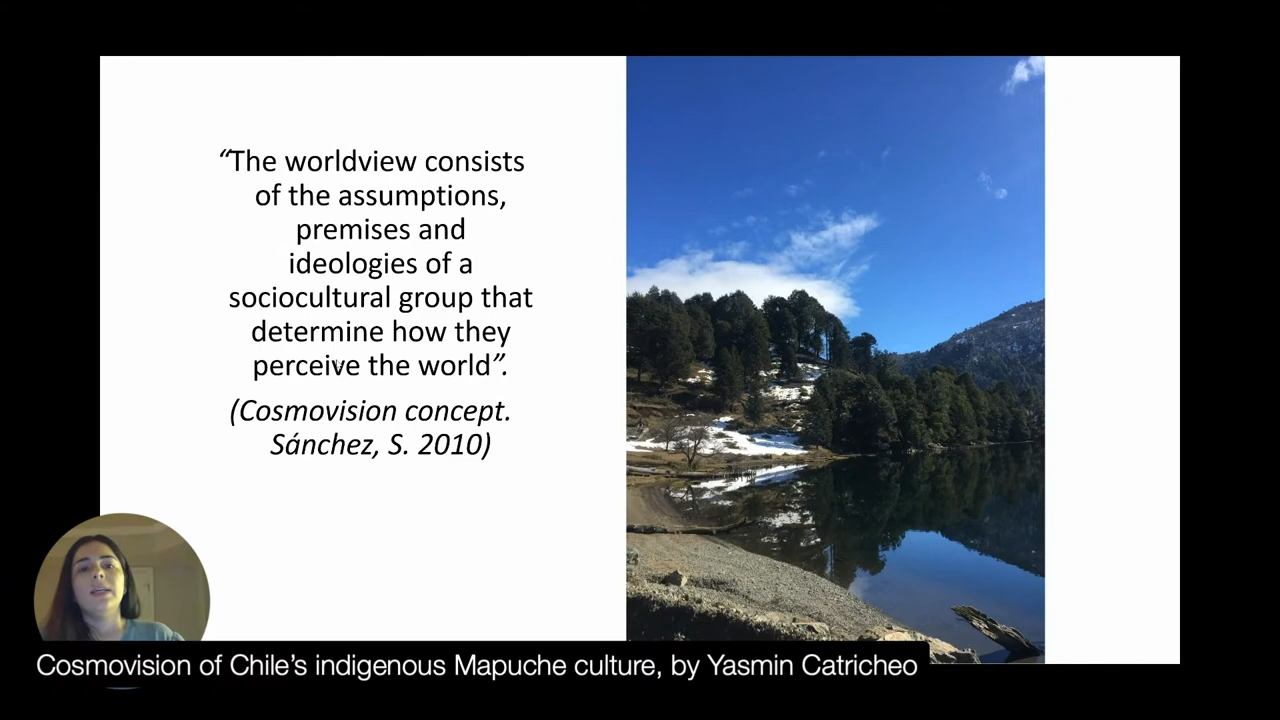 “The worldview consists
of the assumptions,
premises and
ideologies of a
sociocultural group that
determine how they
perceive the world”.
(Cosmovision concept.
Sánchez, S. 2010)
Cosmovision of Chile’s indigenous Mapuche culture, by Yasmin Catricheo